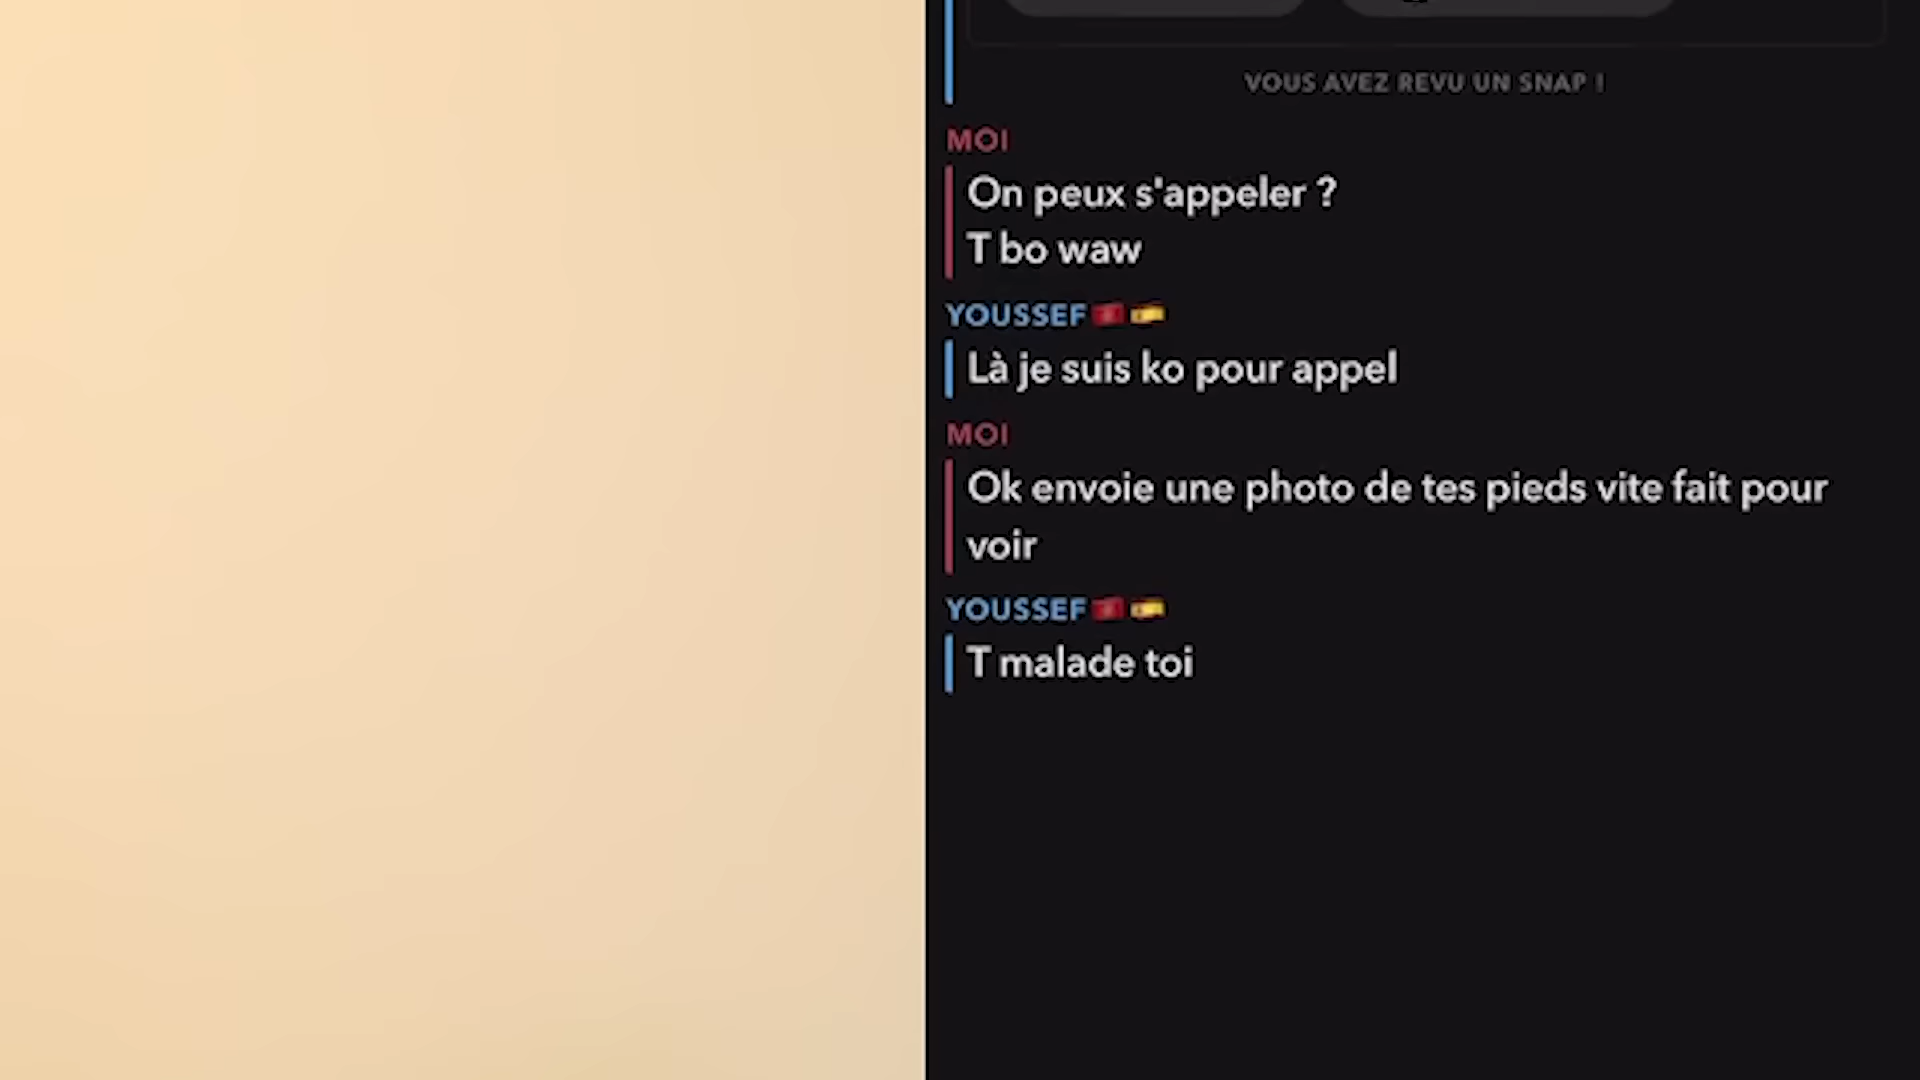 VOUS AVEZ REVU UN SNAP !
MOI
On peux s'appeler ?
T bo waw
YOUSSEF
Là je suis ko pour appel
MOI
Ok envoie une photo de tes pieds vite fait pour
voir
YOUSSEF
T malade toi